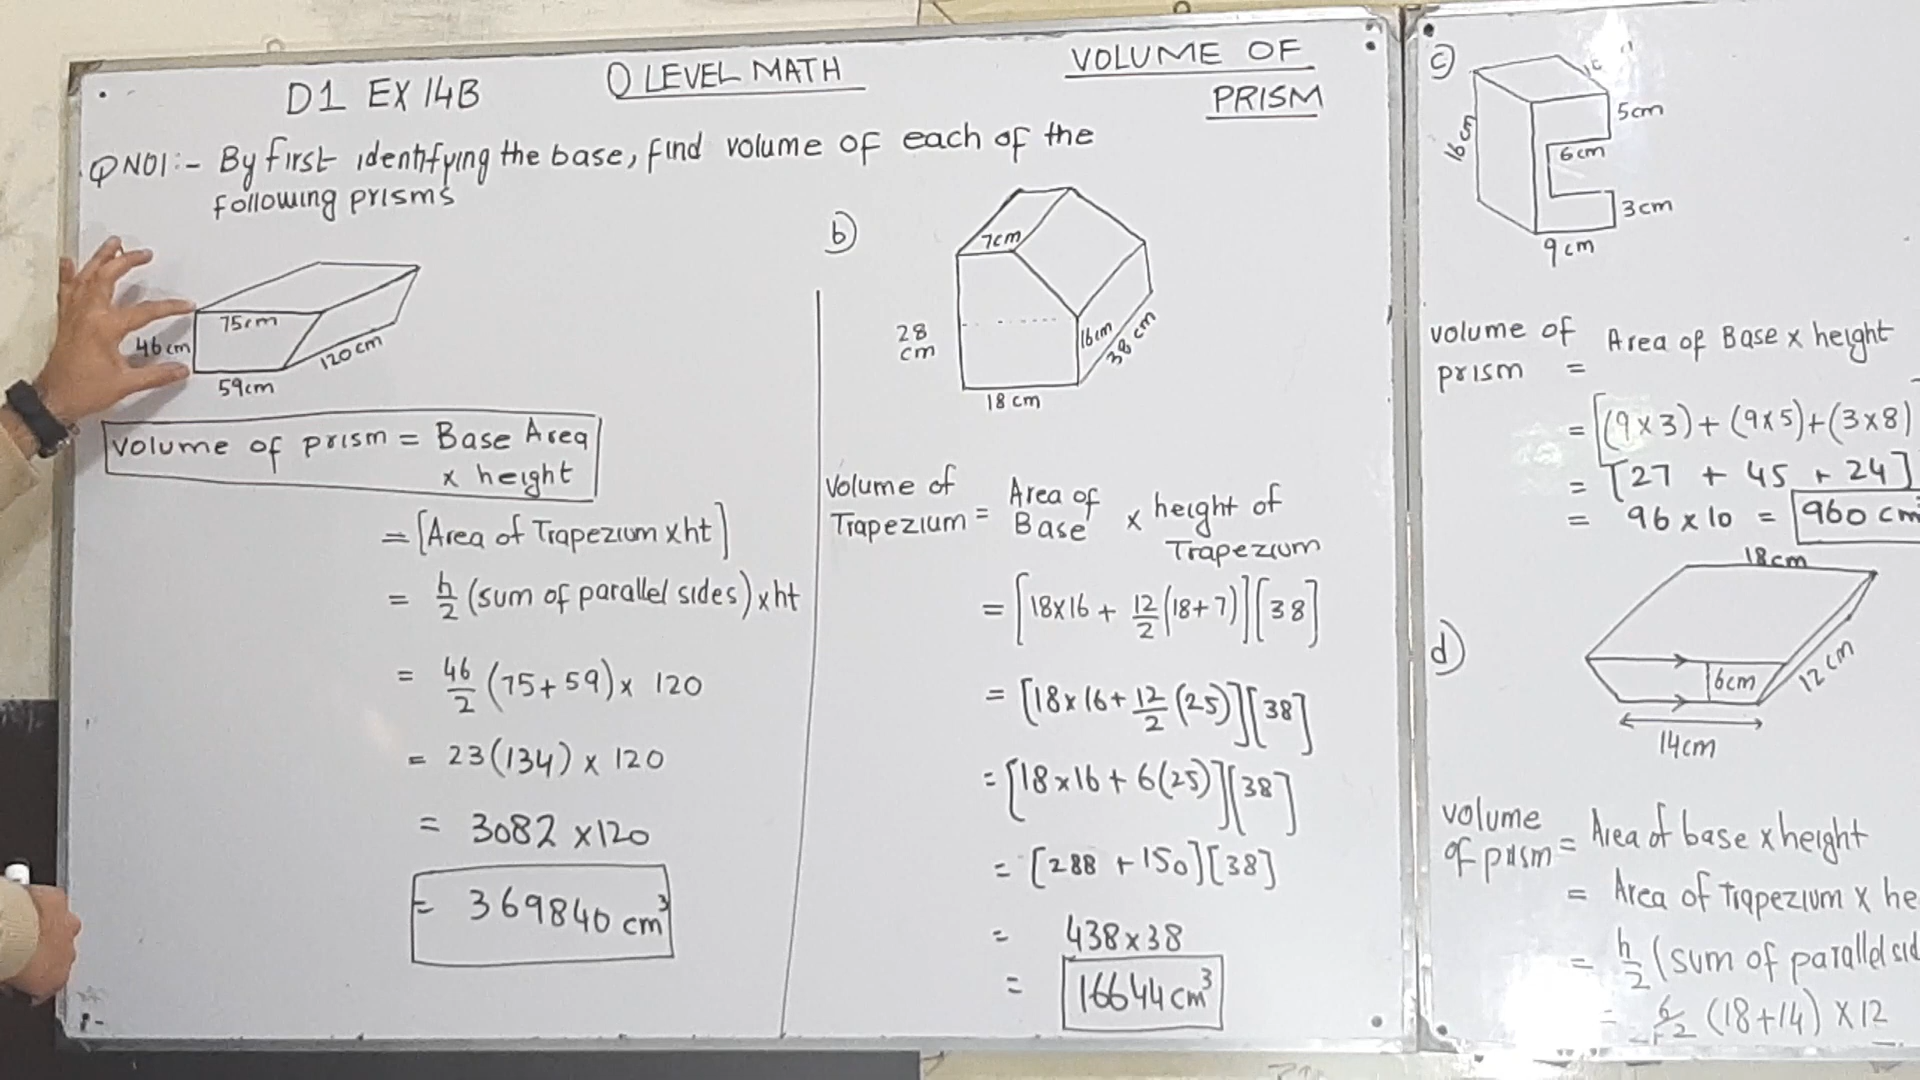 D1 EX 14B
O LEVEL MATH
VOLUME OF
PRISM
QNO1:- By first identifying the base, find volume of each of the
following prisms
75cm
46cm
120cm
59cm
Volume of prism = Base Area
x height
= [Area of Trapezium x ht]
= h/2 (sum of parallel sides) x ht
= 46/2 (75+59) x 120
= 23(134) x 120
= 3082 x 120
= 369840 cm³
b)
7cm
28
cm
16cm
38cm
18cm
Volume of
Trapezium = Area of
Base x height of
Trapezium
= [18x16 + 12/2 (18+7)][38]
= [18x16 + 12/2 (25)][38]
= [18x16 + 6(25)][38]
= [288 + 150][38]
= 438x38
= 16644 cm³
c)
5cm
16cm
6cm
3cm
9cm
volume of
prism = Area of Base x height
= [(9x3) + (9x5) + (3x8)
= [27 + 45 + 24]
= 96 x 10 = 960 cm
d)
18cm
6cm
12cm
14cm
volume
of prism = Area of base x height
= Area of Trapezium x he
= h/2 (sum of parallel sid
= 6/2 (18+14) x 12